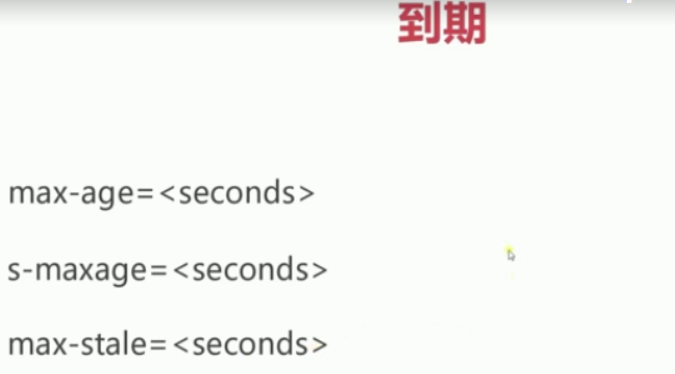 到期
max-age=<seconds>
s-maxage=<seconds>
max-stale=<seconds>